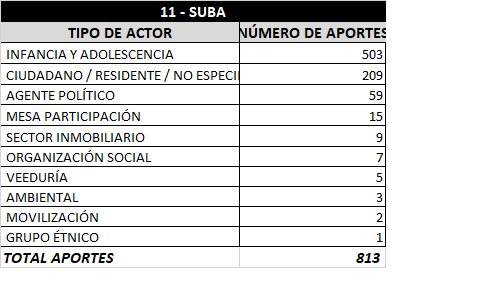 11 - SUBA
TIPO DE ACTOR NÚMERO DE APORTES
INFANCIA Y ADOLESCENCIA 503
CIUDADANO / RESIDENTE / NO ESPECI 209
AGENTE POLÍTICO 59
MESA PARTICIPACIÓN 15
SECTOR INMOBILIARIO 9
ORGANIZACIÓN SOCIAL 7
VEEDURÍA 5
AMBIENTAL 3
MOVILIZACIÓN 2
GRUPO ÉTNICO 1
TOTAL APORTES 813